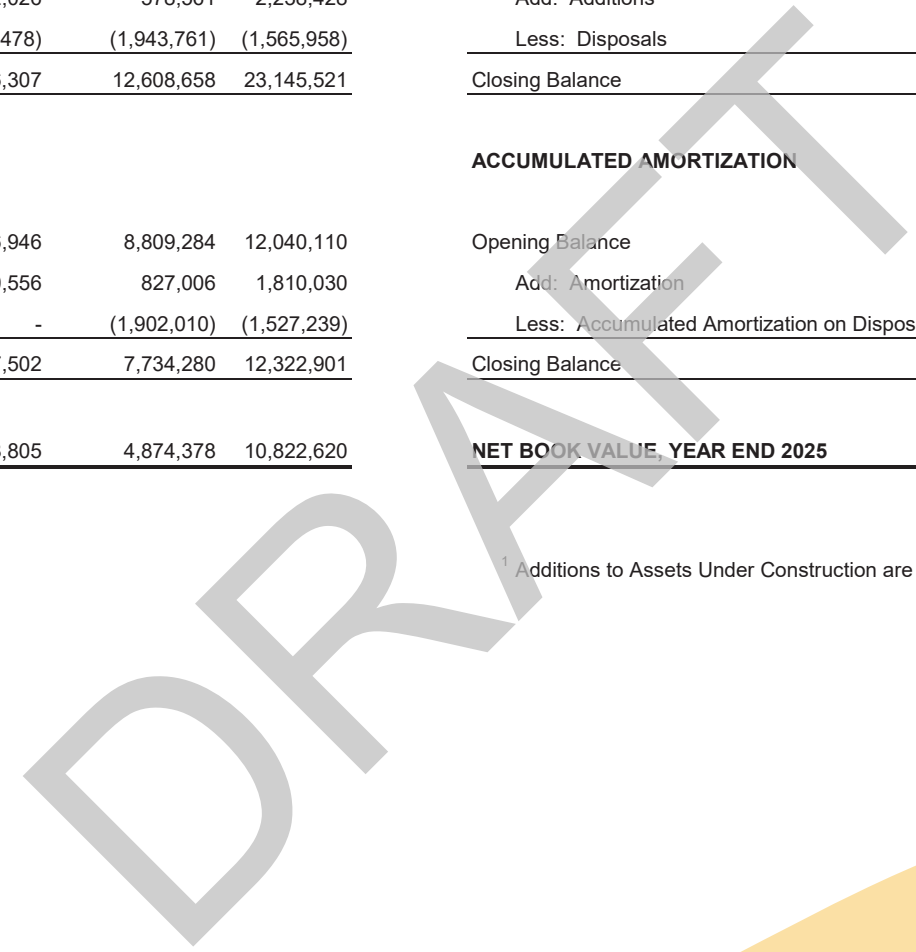 Add: Additions
478) (1,943,761) (1,565,958) Less: Disposals
,307 12,608,658 23,145,521 Closing Balance
ACCUMULATED AMORTIZATION
,946 8,809,284 12,040,110 Opening Balance
,556 827,006 1,810,030 Add: Amortization
- (1,902,010) (1,527,239) Less: Accumulated Amortization on Dispos
,502 7,734,280 12,322,901 Closing Balance
,805 4,874,378 10,822,620 NET BOOK VALUE, YEAR END 2025
1 Additions to Assets Under Construction are
DRAFT